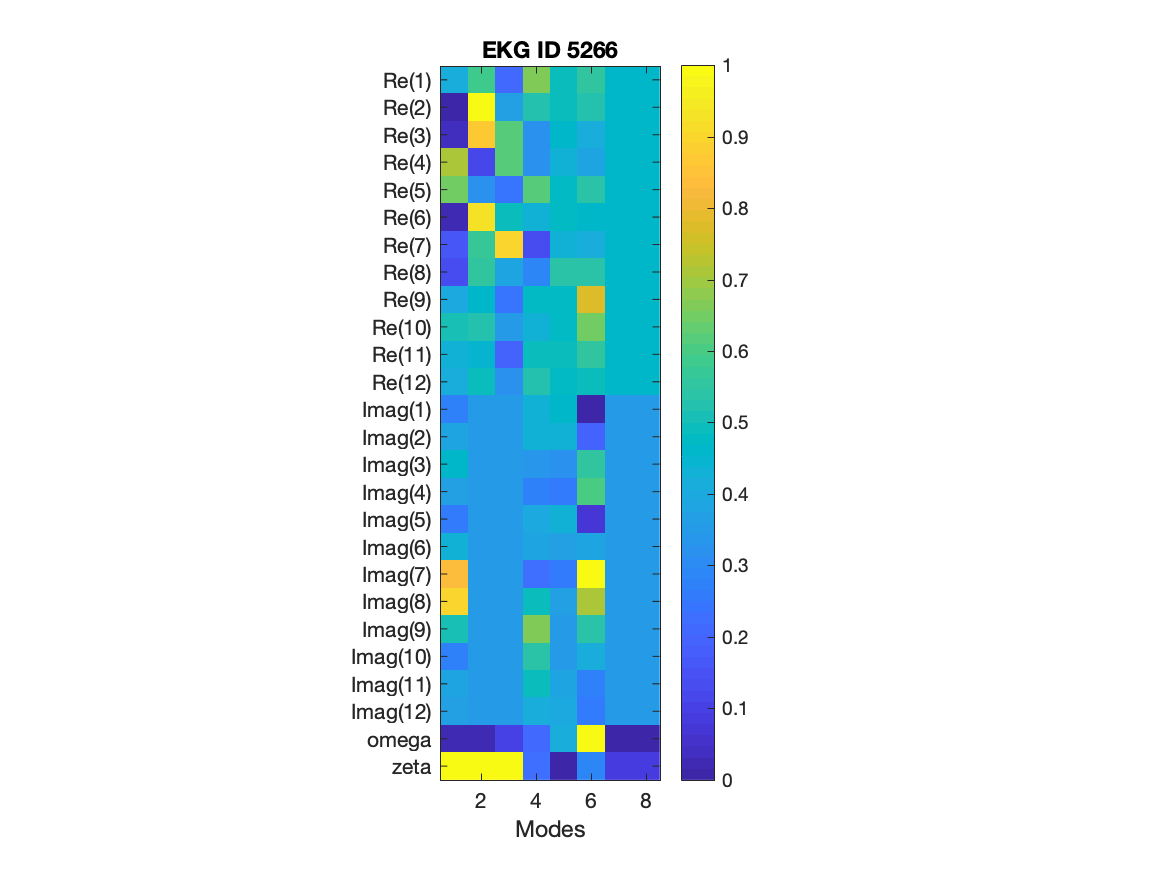 EKG ID 5266
Re(1)
Re(2)
Re(3)
Re(4)
Re(5)
Re(6)
Re(7)
Re(8)
Re(9)
Re(10)
Re(11)
Re(12)
Imag(1)
Imag(2)
Imag(3)
Imag(4)
Imag(5)
Imag(6)
Imag(7)
Imag(8)
Imag(9)
Imag(10)
Imag(11)
Imag(12)
omega
zeta
2 4 6 8
Modes
1
0.9
0.8
0.7
0.6
0.5
0.4
0.3
0.2
0.1
0